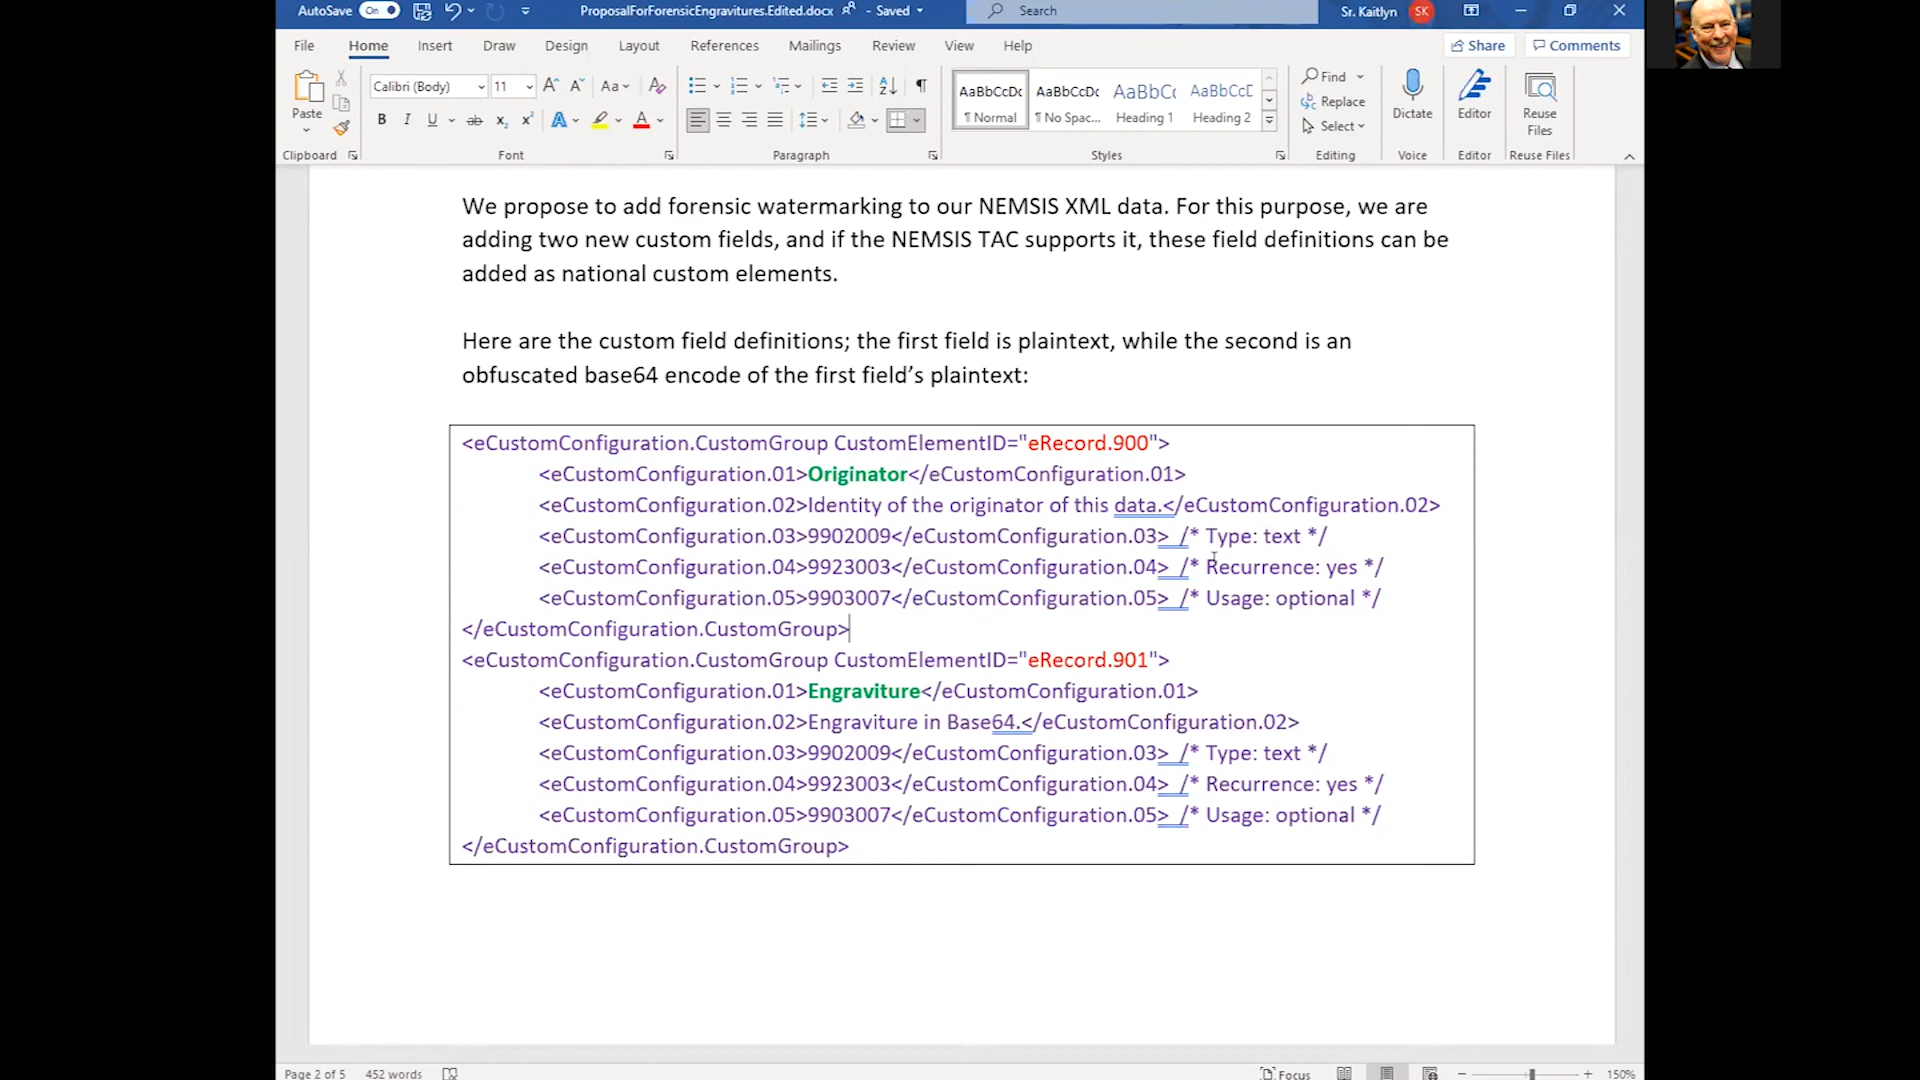 AutoSave On ProposalForForensicEngravitures.Edited.docx - Saved Search Sr. Kaitlyn SK
File Home Insert Draw Design Layout References Mailings Review View Help Share Comments
Calibri (Body) 11 Aa AaBbCcDc AaBbCcDc AaBbCc AaBbCcE Find
Paste Replace Dictate Editor Reuse Files
B I U ab x₂ x² A A ¶ Normal ¶ No Spac... Heading 1 Heading 2 Select
Clipboard Font Paragraph Styles Editing Voice Editor Reuse Files
We propose to add forensic watermarking to our NEMSIS XML data. For this purpose, we are
adding two new custom fields, and if the NEMSIS TAC supports it, these field definitions can be
added as national custom elements.
Here are the custom field definitions; the first field is plaintext, while the second is an
obfuscated base64 encode of the first field’s plaintext:
<eCustomConfiguration.CustomGroup CustomElementID="eRecord.900">
<eCustomConfiguration.01>Originator</eCustomConfiguration.01>
<eCustomConfiguration.02>Identity of the originator of this data.</eCustomConfiguration.02>
<eCustomConfiguration.03>9902009</eCustomConfiguration.03> /* Type: text */
<eCustomConfiguration.04>9923003</eCustomConfiguration.04> /* Recurrence: yes */
<eCustomConfiguration.05>9903007</eCustomConfiguration.05> /* Usage: optional */
</eCustomConfiguration.CustomGroup>
<eCustomConfiguration.CustomGroup CustomElementID="eRecord.901">
<eCustomConfiguration.01>Engraviture</eCustomConfiguration.01>
<eCustomConfiguration.02>Engraviture in Base64.</eCustomConfiguration.02>
<eCustomConfiguration.03>9902009</eCustomConfiguration.03> /* Type: text */
<eCustomConfiguration.04>9923003</eCustomConfiguration.04> /* Recurrence: yes */
<eCustomConfiguration.05>9903007</eCustomConfiguration.05> /* Usage: optional */
</eCustomConfiguration.CustomGroup>
Page 2 of 5 452 words Focus 150%